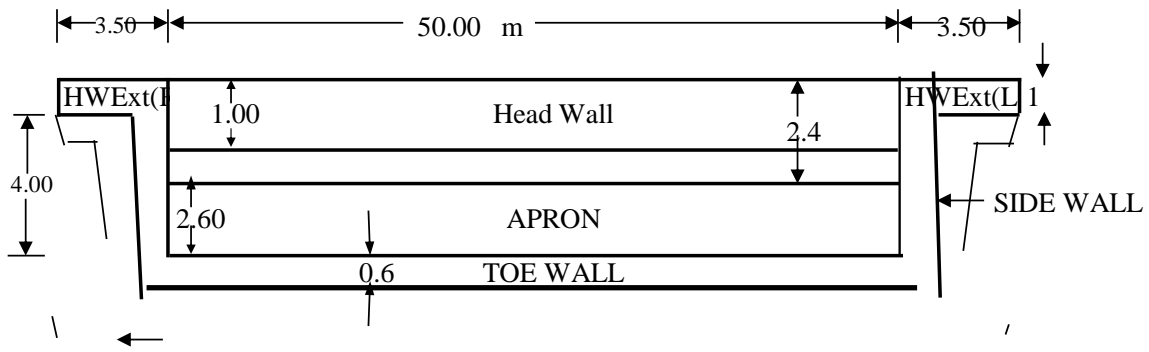 3.50 50.00 m 3.50
HWExt(F 1.00 Head Wall 2.4 HWExt(L 1
4.00 2.60 APRON SIDE WALL
0.6 TOE WALL